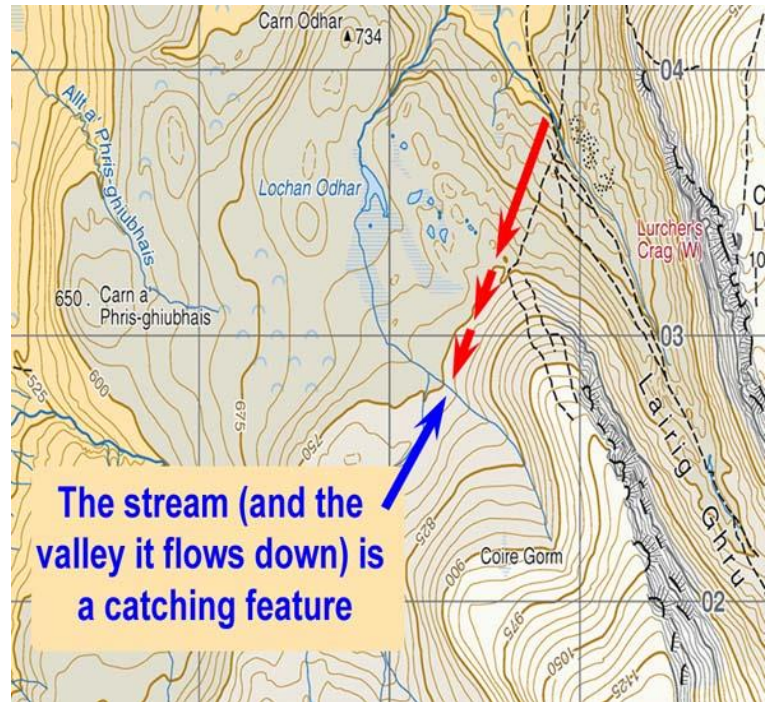 Carn Odhar
734
04
Allt a' Phris-ghiubhais
Lochan Odhar
Lurcher's
Crag (W)
C
L
10
650 . Carn a'
Phris-ghiubhais
03
525
600
675
750
Lairig Ghru
The stream (and the
valley it flows down) is
a catching feature
825
900
Coire Gorm
02
975
1050
1125